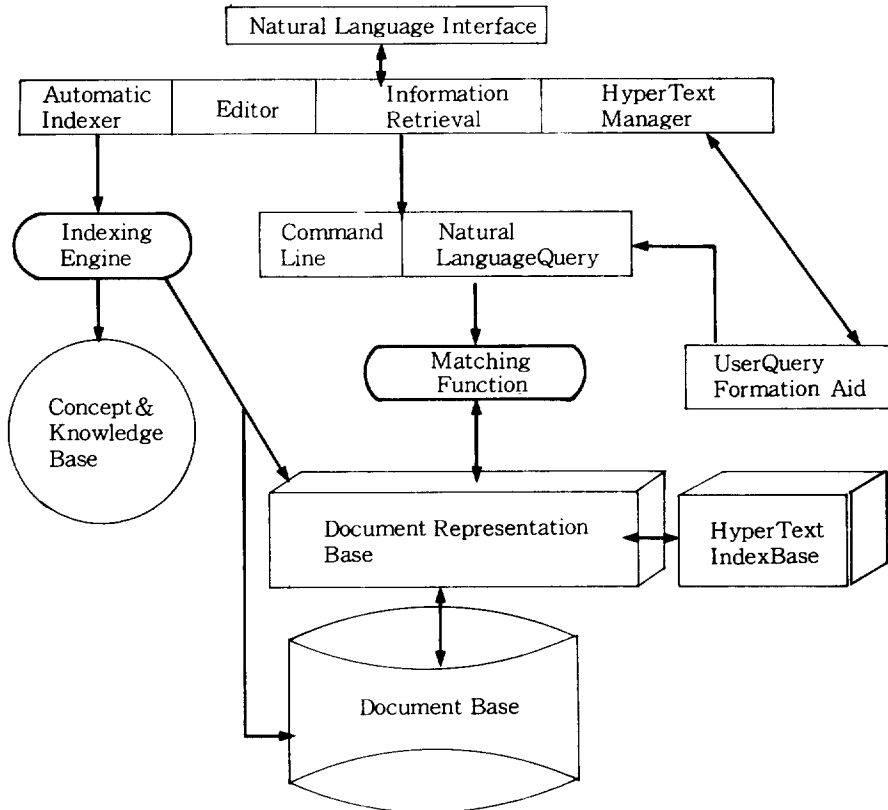 Natural Language Interface
Automatic
Indexer
Editor
Information
Retrieval
HyperText
Manager
Indexing
Engine
Command
Line
Natural
LanguageQuery
Matching
Function
UserQuery
Formation Aid
Concept&
Knowledge
Base
Document Representation
Base
HyperText
IndexBase
Document Base